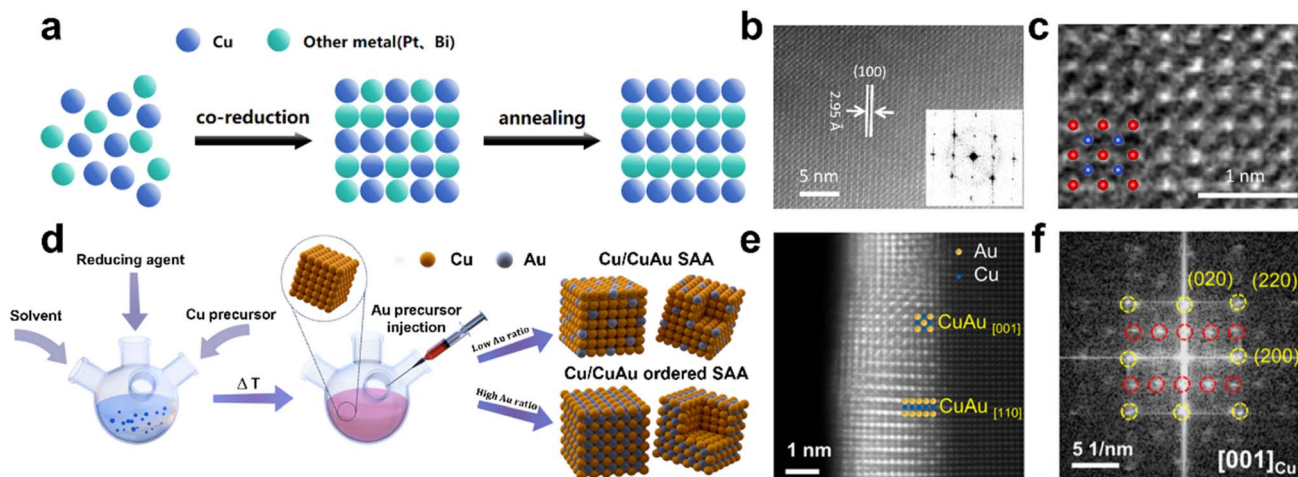 a
Cu
Other metal(Pt、Bi)
co-reduction
annealing
b
(100)
2.95 Å
5 nm
c
1 nm
d
Reducing agent
Solvent
Cu precursor
Δ T
Cu
Au
Au precursor
injection
Low Au ratio
High Au ratio
Cu/CuAu SAA
Cu/CuAu ordered SAA
e
Au
Cu
CuAu [001]
CuAu [110]
1 nm
f
(020)
(220)
(200)
5 1/nm
[001]Cu